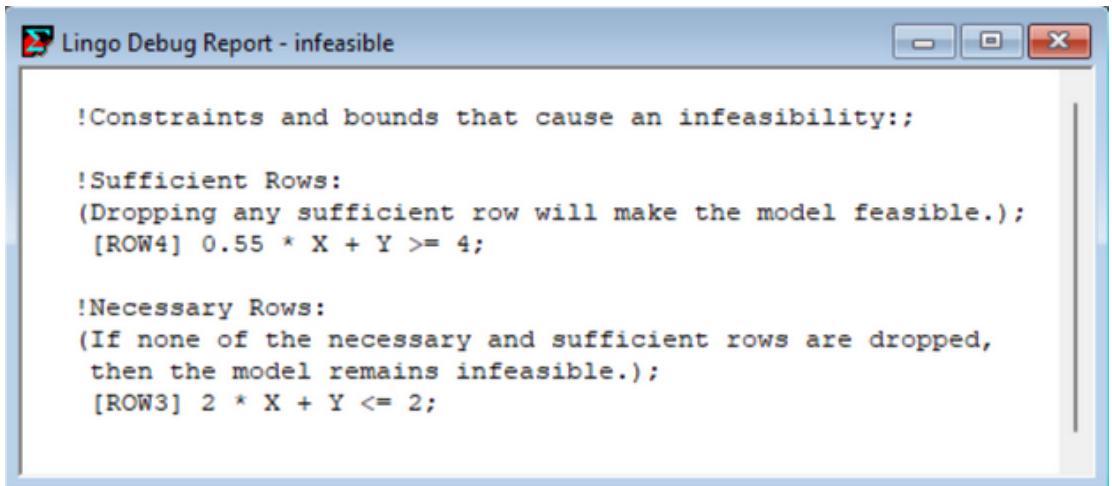 Lingo Debug Report - infeasible
!Constraints and bounds that cause an infeasibility:;
!Sufficient Rows:
(Dropping any sufficient row will make the model feasible.);
[ROW4] 0.55 * X + Y >= 4;
!Necessary Rows:
(If none of the necessary and sufficient rows are dropped,
then the model remains infeasible.);
[ROW3] 2 * X + Y <= 2;